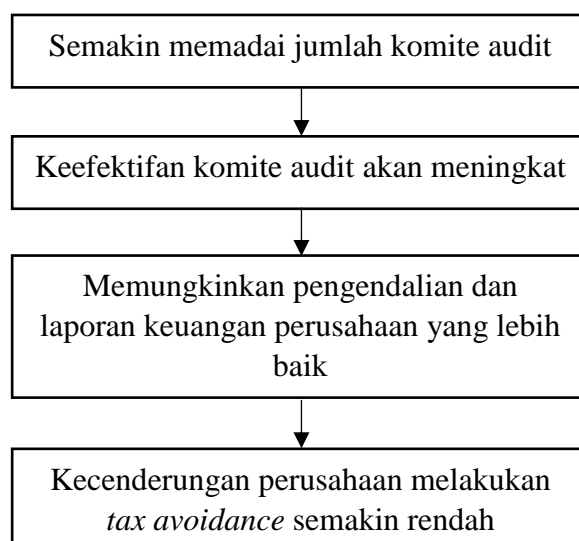 Semakin memadai jumlah komite audit
Keefektifan komite audit akan meningkat
Memungkinkan pengendalian dan
laporan keuangan perusahaan yang lebih
baik
Kecenderungan perusahaan melakukan
tax avoidance semakin rendah